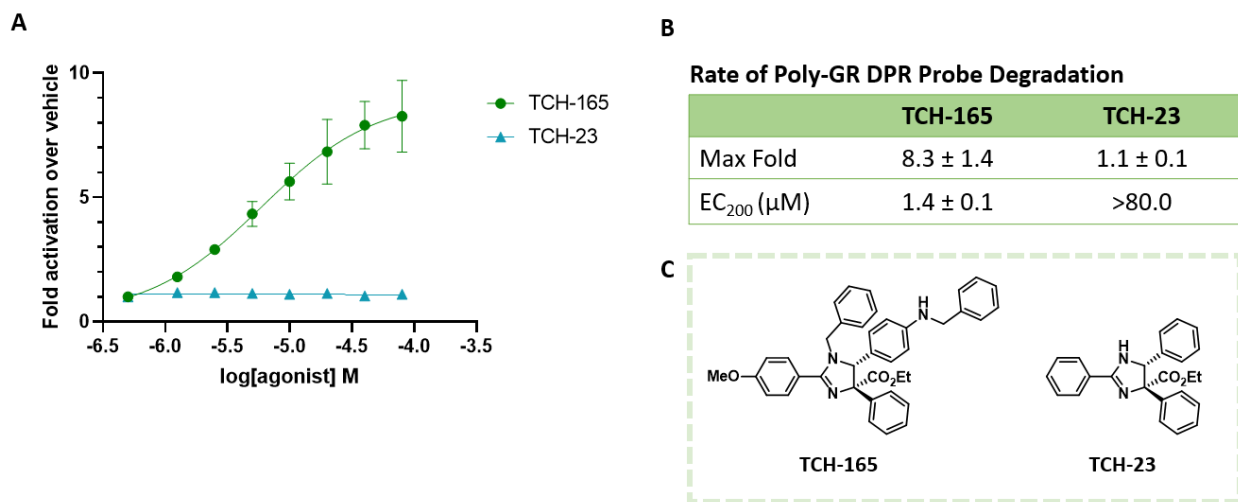 A
Fold activation over vehicle
10
5
0
-6.5 -6.0 -5.5 -5.0 -4.5 -4.0 -3.5
log[agonist] M
TCH-165
TCH-23
B
Rate of Poly-GR DPR Probe Degradation
TCH-165 TCH-23
Max Fold 8.3 ± 1.4 1.1 ± 0.1
EC₂₀₀ (µM) 1.4 ± 0.1 >80.0
C
H
N
N
MeO
CO₂Et
N
TCH-165
H
N
CO₂Et
N
TCH-23